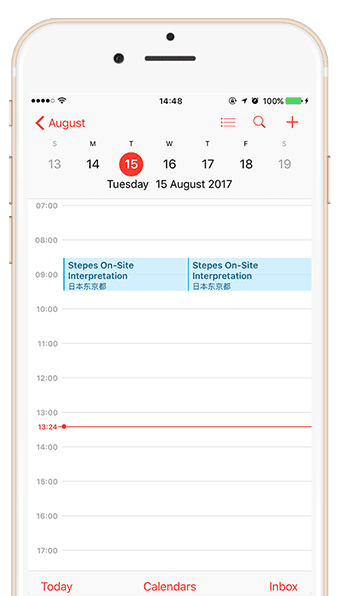 14:48
100%
August
S M T W T F S
13 14 15 16 17 18 19
Tuesday 15 August 2017
07:00
08:00
Stepes On-Site
Interpretation
日本东京都
Stepes On-Site
Interpretation
日本东京都
09:00
10:00
11:00
12:00
13:00
13:24
14:00
15:00
16:00
17:00
Today Calendars Inbox